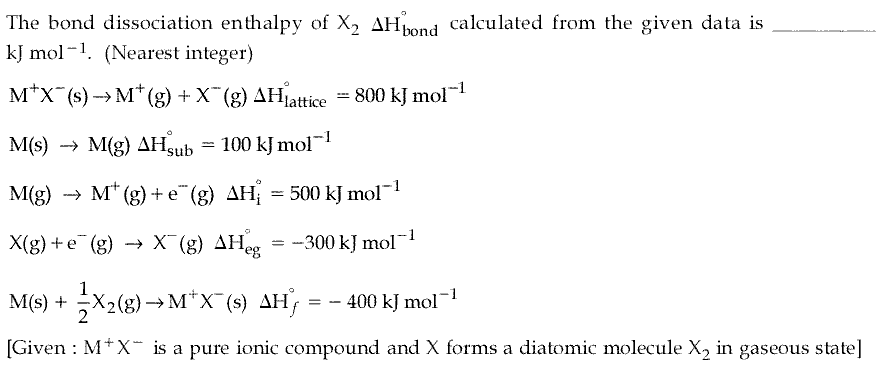 The bond dissociation enthalpy of X₂ ΔH°bond calculated from the given data is ________
kJ mol⁻¹. (Nearest integer)
M⁺X⁻(s) → M⁺(g) + X⁻(g) ΔH°lattice = 800 kJ mol⁻¹
M(s) → M(g) ΔH°sub = 100 kJ mol⁻¹
M(g) → M⁺(g) + e⁻(g) ΔH°i = 500 kJ mol⁻¹
X(g) + e⁻(g) → X⁻(g) ΔH°eg = −300 kJ mol⁻¹
M(s) + 1/2 X₂(g) → M⁺X⁻(s) ΔH°f = − 400 kJ mol⁻¹
[Given : M⁺X⁻ is a pure ionic compound and X forms a diatomic molecule X₂ in gaseous state]